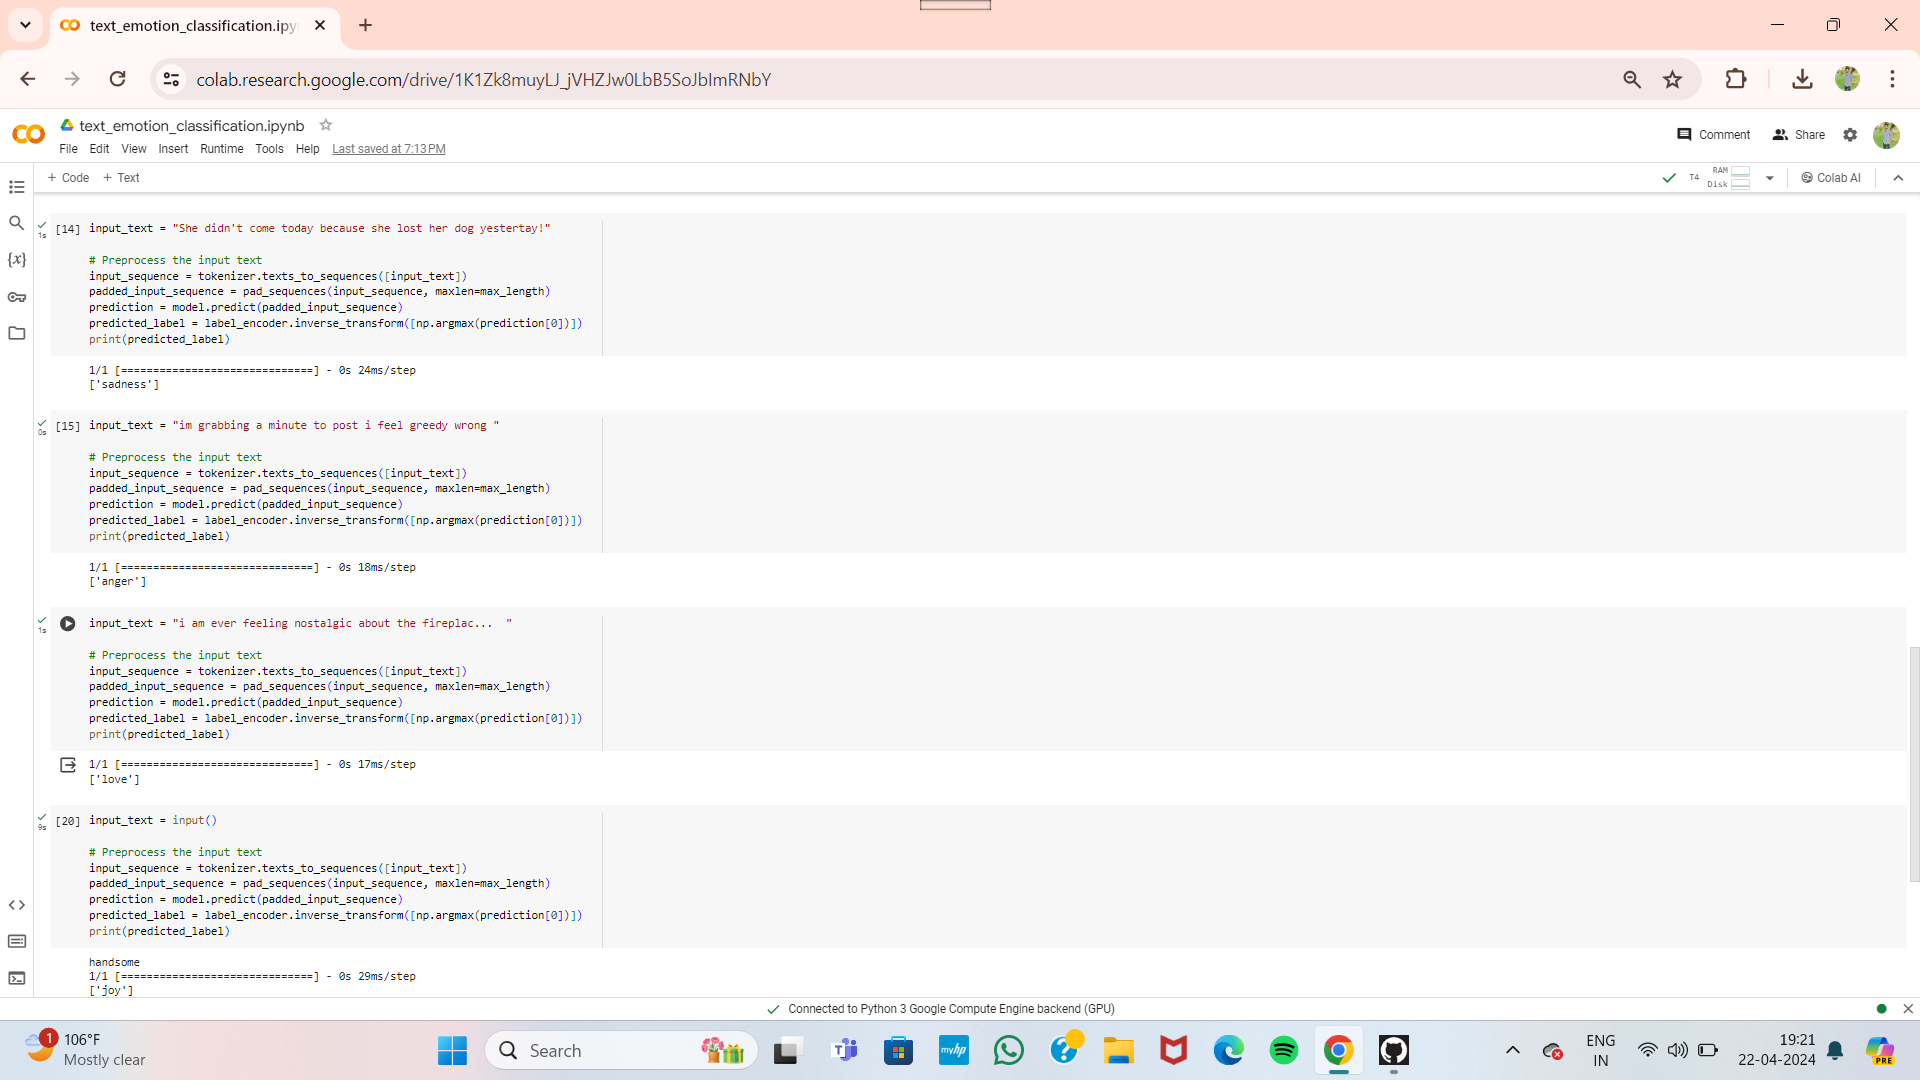 text_emotion_classification.ipy
colab.research.google.com/drive/1K1Zk8muyLJ_jVHZJw0LbB5SoJbImRNbY
text_emotion_classification.ipynb
Comment
Share
File Edit View Insert Runtime Tools Help Last saved at 7:13 PM
+ Code + Text
T4
RAM
Disk
Colab AI
[14] input_text = "She didn't come today because she lost her dog yestertay!"
1s
# Preprocess the input text
input_sequence = tokenizer.texts_to_sequences([input_text])
padded_input_sequence = pad_sequences(input_sequence, maxlen=max_length)
prediction = model.predict(padded_input_sequence)
predicted_label = label_encoder.inverse_transform([np.argmax(prediction[0])])
print(predicted_label)
1/1 [==============================] - 0s 24ms/step
['sadness']
[15] input_text = "im grabbing a minute to post i feel greedy wrong "
0s
# Preprocess the input text
input_sequence = tokenizer.texts_to_sequences([input_text])
padded_input_sequence = pad_sequences(input_sequence, maxlen=max_length)
prediction = model.predict(padded_input_sequence)
predicted_label = label_encoder.inverse_transform([np.argmax(prediction[0])])
print(predicted_label)
1/1 [==============================] - 0s 18ms/step
['anger']
input_text = "i am ever feeling nostalgic about the fireplac...  "
1s
# Preprocess the input text
input_sequence = tokenizer.texts_to_sequences([input_text])
padded_input_sequence = pad_sequences(input_sequence, maxlen=max_length)
prediction = model.predict(padded_input_sequence)
predicted_label = label_encoder.inverse_transform([np.argmax(prediction[0])])
print(predicted_label)
1/1 [==============================] - 0s 17ms/step
['love']
[20] input_text = input()
9s
# Preprocess the input text
input_sequence = tokenizer.texts_to_sequences([input_text])
padded_input_sequence = pad_sequences(input_sequence, maxlen=max_length)
prediction = model.predict(padded_input_sequence)
predicted_label = label_encoder.inverse_transform([np.argmax(prediction[0])])
print(predicted_label)
handsome
1/1 [==============================] - 0s 29ms/step
['joy']
Connected to Python 3 Google Compute Engine backend (GPU)
1
106°F
Mostly clear
Search
myhp
ENG
IN
19:21
22-04-2024
PRE